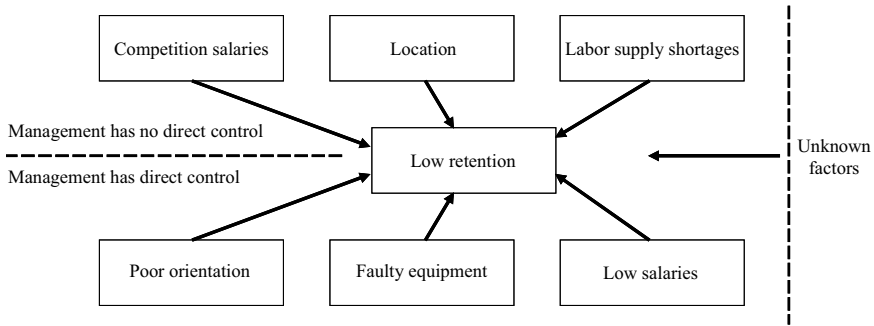 Competition salaries
Location
Labor supply shortages
Management has no direct control
Low retention
Unknown
factors
Management has direct control
Poor orientation
Faulty equipment
Low salaries